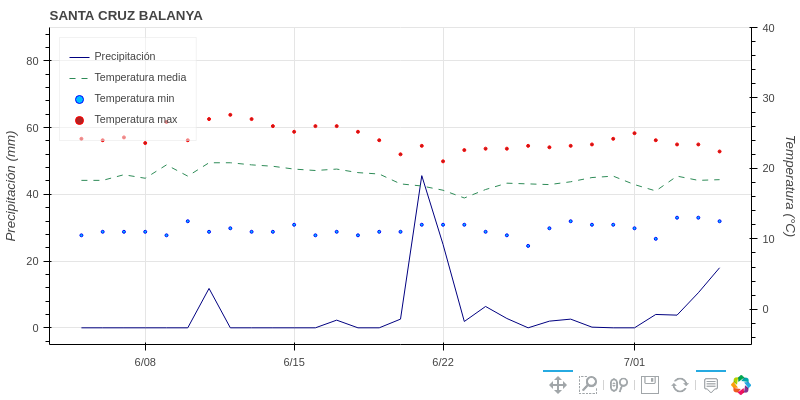 SANTA CRUZ BALANYA
Precipitación
Temperatura media
Temperatura min
Temperatura max
Precipitación (mm)
80
60
40
20
0
Temperatura (°C)
40
30
20
10
0
6/08
6/15
6/22
7/01